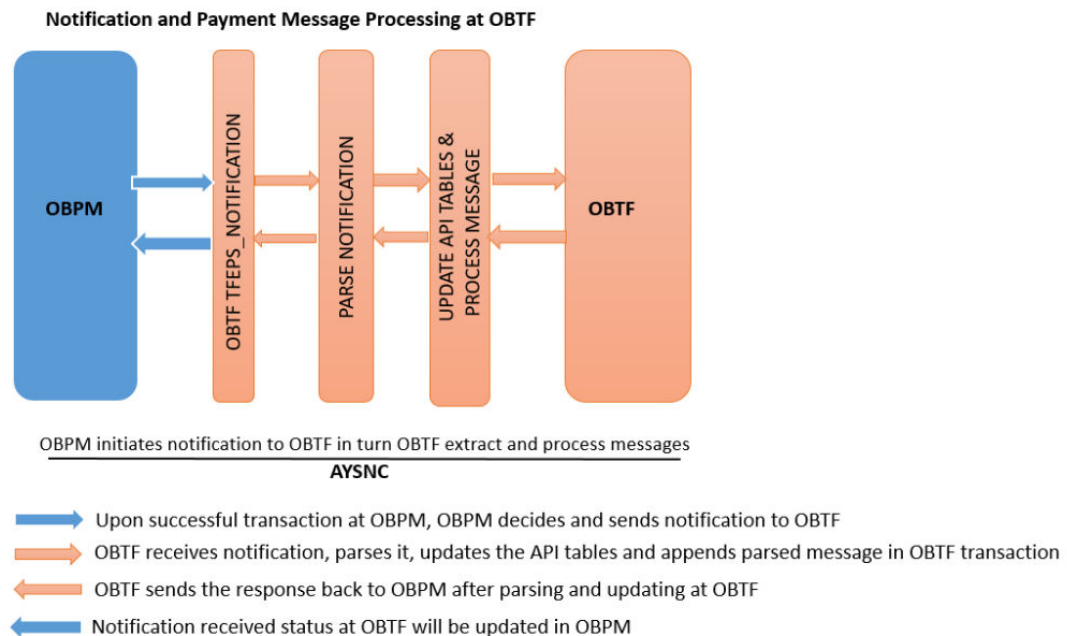 Notification and Payment Message Processing at OBTF
OBPM
OBTF TFEPS_NOTIFICATION
PARSE NOTIFICATION
UPDATE API TABLES &
PROCESS MESSAGE
OBTF
OBPM initiates notification to OBTF in turn OBTF extract and process messages
AYSNC
Upon successful transaction at OBPM, OBPM decides and sends notification to OBTF
OBTF receives notification, parses it, updates the API tables and appends parsed message in OBTF transaction
OBTF sends the response back to OBPM after parsing and updating at OBTF
Notification received status at OBTF will be updated in OBPM